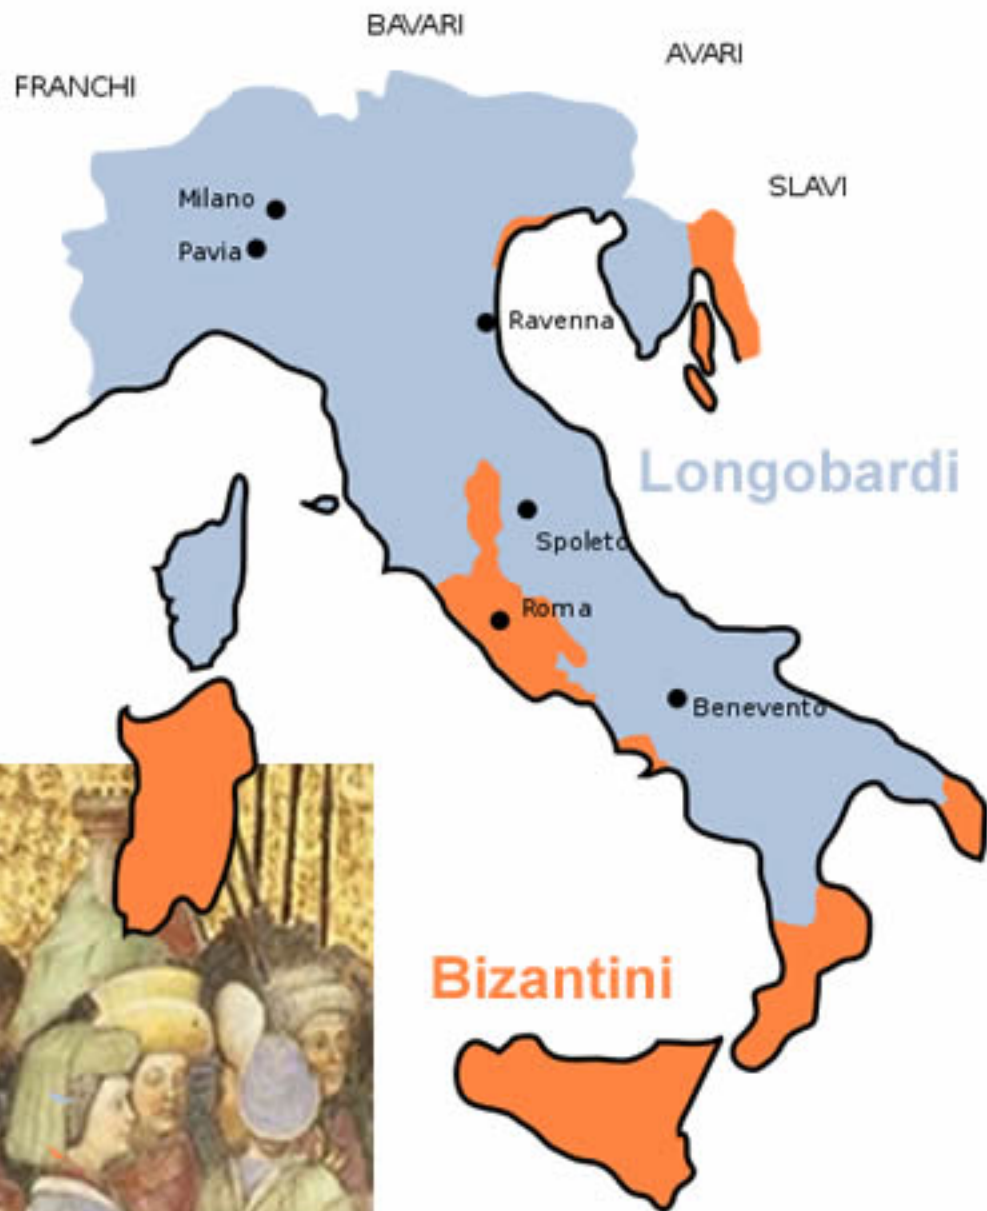 BAVARI
AVARI
FRANCHI
SLAVI
Milano
Pavia
Ravenna
Longobardi
Spoleto
Roma
Benevento
Bizantini